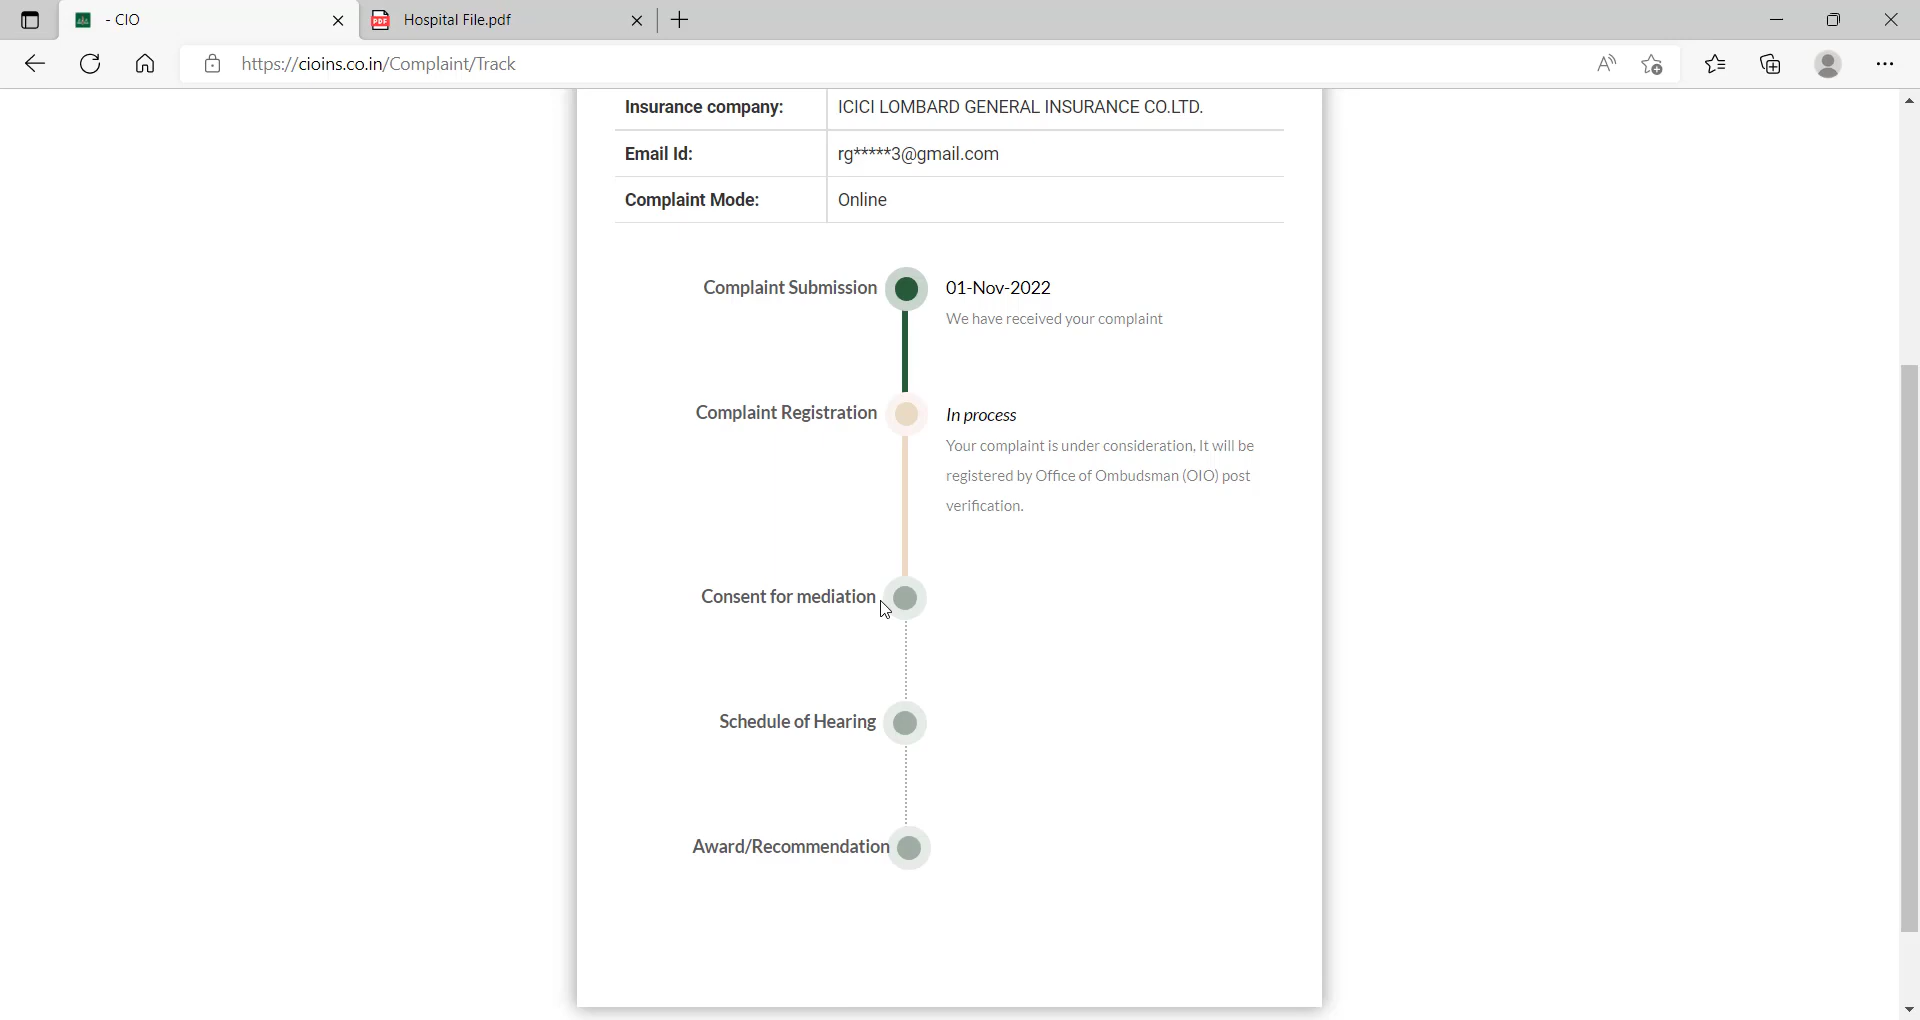 - CIO
Hospital File.pdf
https://cioins.co.in/Complaint/Track
Insurance company: ICICI LOMBARD GENERAL INSURANCE CO.LTD.
Email Id: rg*****3@gmail.com
Complaint Mode: Online
Complaint Submission 01-Nov-2022
We have received your complaint
Complaint Registration In process
Your complaint is under consideration, It will be
registered by Office of Ombudsman (OIO) post
verification.
Consent for mediation
Schedule of Hearing
Award/Recommendation